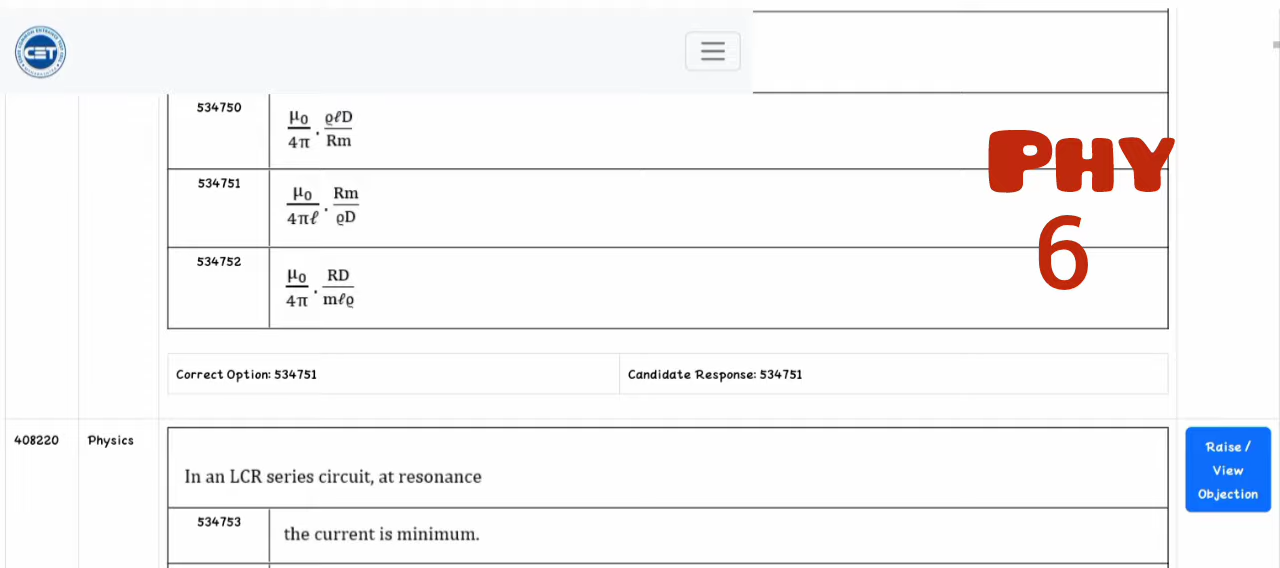 CET
534750
μ₀/4π · ϱℓD/Rm
534751
μ₀/4πℓ · Rm/ϱD
534752
μ₀/4π · RD/mℓϱ
PHY
6
Correct Option: 534751
Candidate Response: 534751
408220
Physics
In an LCR series circuit, at resonance
534753
the current is minimum.
Raise /
View
Objection